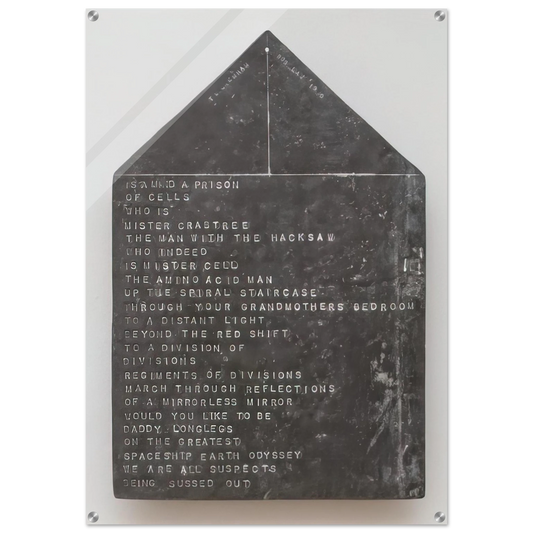 IS A MIND A PRISON
OF CELLS
WHO IS
MISTER CRABTREE
THE MAN WITH THE HACKSAW
WHO INDEED
IS MISTER CELL
THE AMINO ACID MAN
UP THE SPIRAL STAIRCASE
THROUGH YOUR GRANDMOTHERS BEDROOM
TO A DISTANT LIGHT
BEYOND THE RED SHIFT
TO A DIVISION OF
DIVISIONS
REGIMENTS OF DIVISIONS
MARCH THROUGH REFLECTIONS
OF A MIRRORLESS MIRROR
WOULD YOU LIKE TO BE
DADDY LONGLEGS
ON THE GREATEST
SPACESHIP EARTH ODYSSEY
WE ARE ALL SUSPECTS
BEING SUSSED OUT